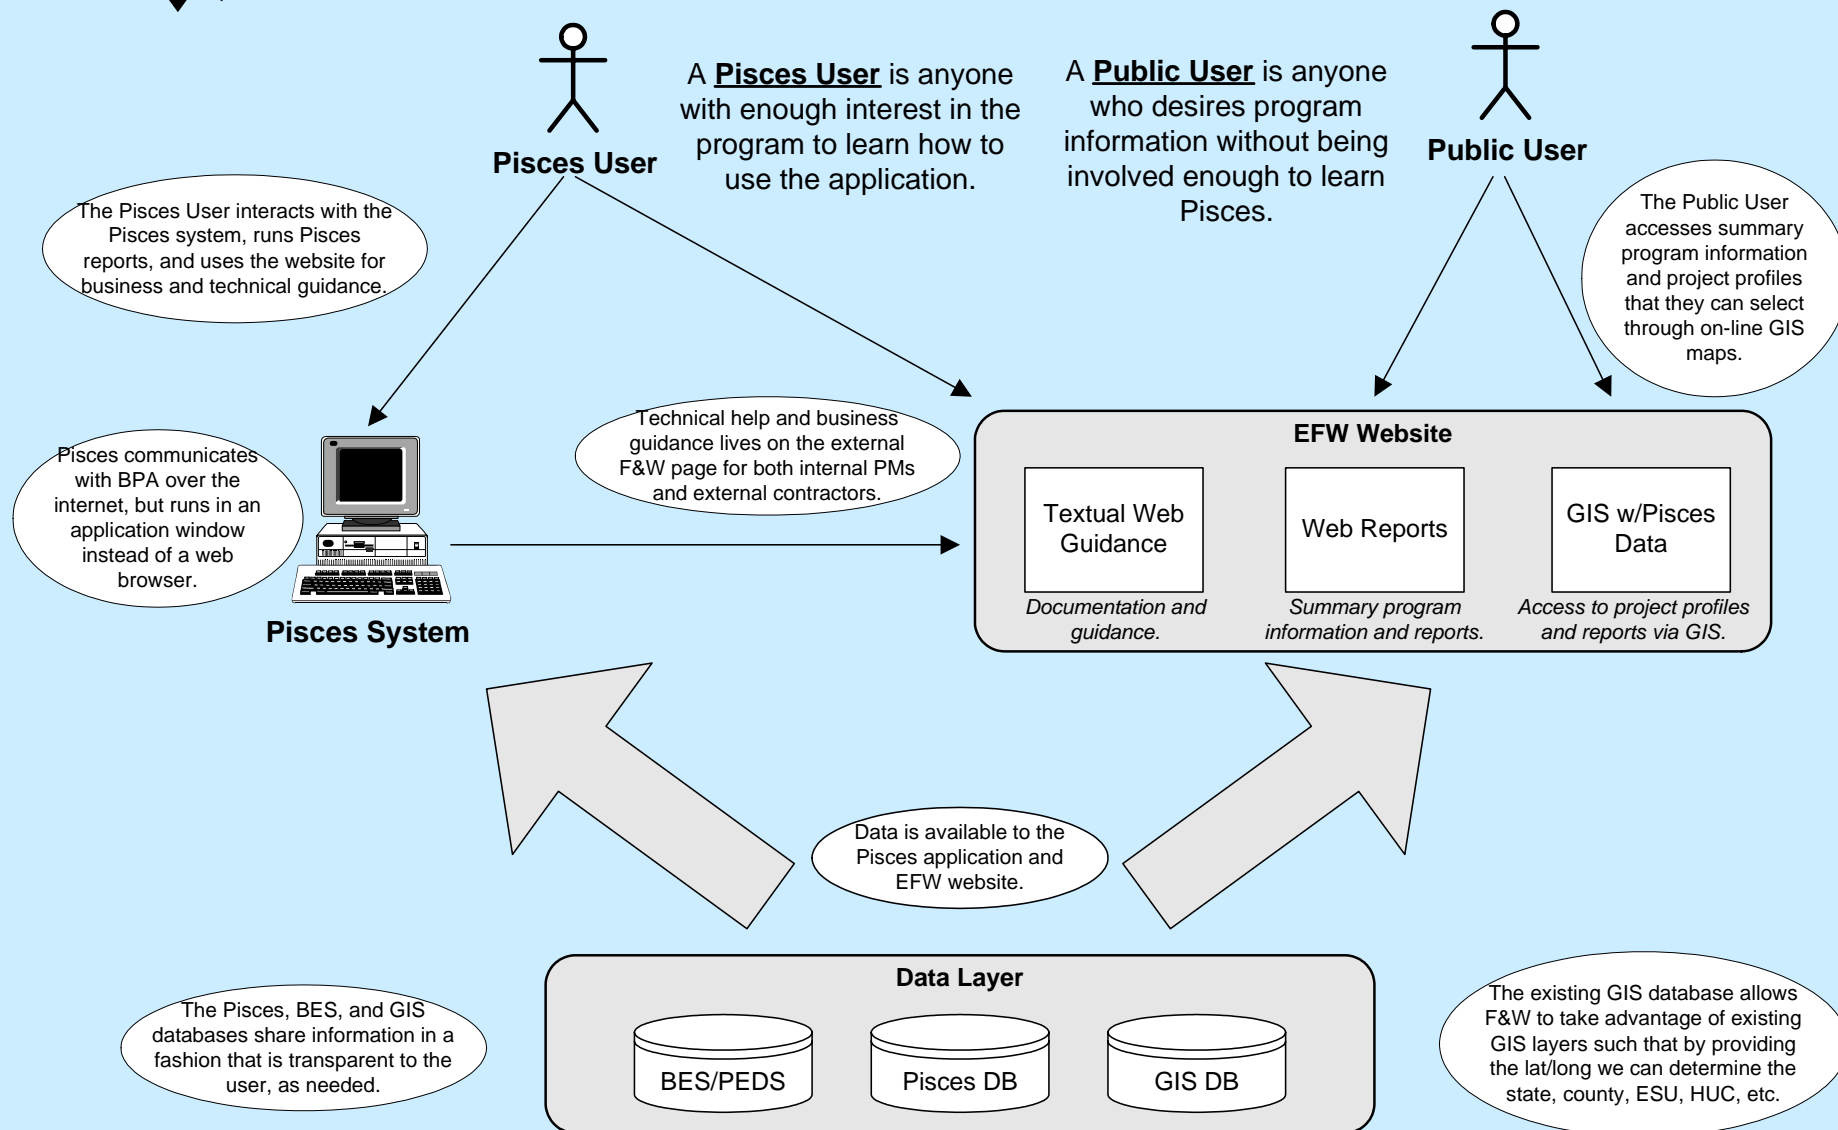 A Pisces User is anyone
with enough interest in the
program to learn how to
use the application.
A Public User is anyone
who desires program
information without being
involved enough to learn
Pisces.
Pisces User
Public User
The Pisces User interacts with the
Pisces system, runs Pisces
reports, and uses the website for
business and technical guidance.
The Public User
accesses summary
program information
and project profiles
that they can select
through on-line GIS
maps.
Technical help and business
guidance lives on the external
F&W page for both internal PMs
and external contractors.
Pisces communicates
with BPA over the
internet, but runs in an
application window
instead of a web
browser.
Pisces System
EFW Website
Textual Web
Guidance
Documentation and
guidance.
Web Reports
Summary program
information and reports.
GIS w/Pisces
Data
Access to project profiles
and reports via GIS.
Data is available to the
Pisces application and
EFW website.
Data Layer
BES/PEDS
Pisces DB
GIS DB
The Pisces, BES, and GIS
databases share information in a
fashion that is transparent to the
user, as needed.
The existing GIS database allows
F&W to take advantage of existing
GIS layers such that by providing
the lat/long we can determine the
state, county, ESU, HUC, etc.